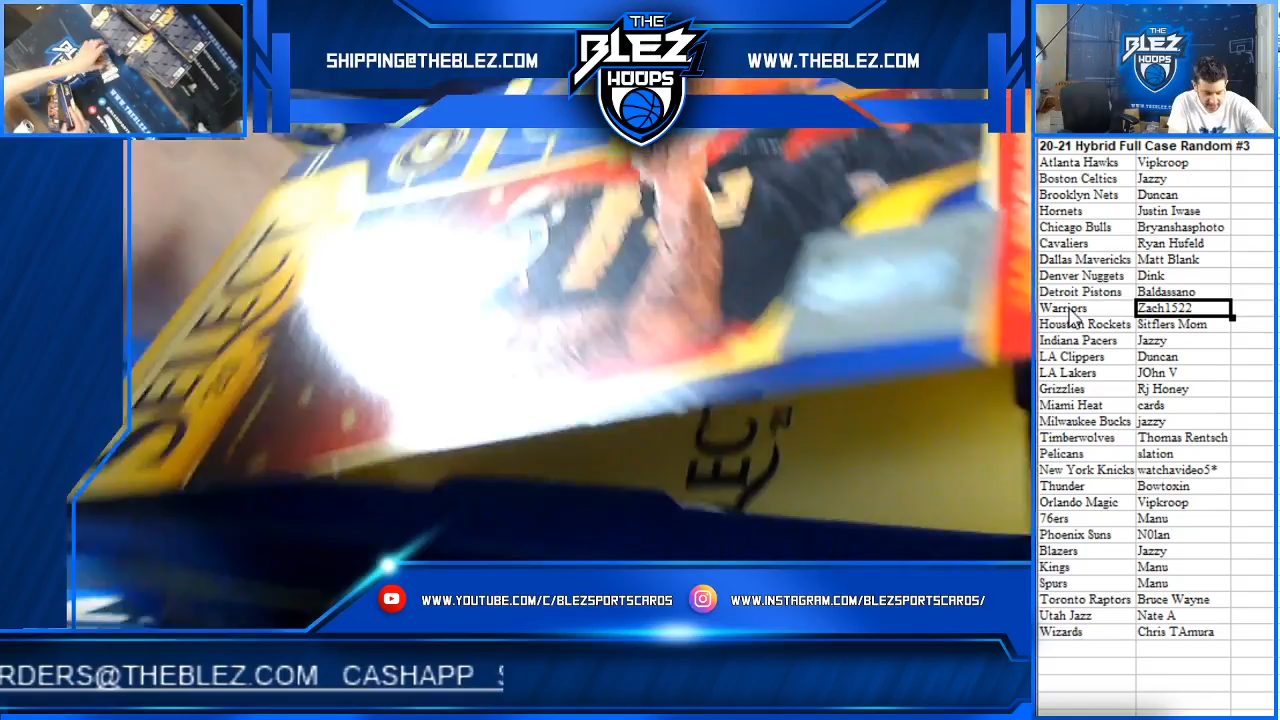 THE
BLEZ
HOOPS
SHIPPING@THEBLEZ.COM
WWW.THEBLEZ.COM
THE
BLEZ
HOOPS
SELECT
20-21 Hybrid Full Case Random #3
Atlanta Hawks Vipkroop
Boston Celtics Jazzy
Brooklyn Nets Duncan
Hornets Justin Iwase
Chicago Bulls Bryanshasphoto
Cavaliers Ryan Hufeld
Dallas Mavericks Matt Blank
Denver Nuggets Dink
Detroit Pistons Baldassano
Warriors Zach1522
Houston Rockets Sitflers Mom
Indiana Pacers Jazzy
LA Clippers Duncan
LA Lakers JOhn V
Grizzlies Rj Honey
Miami Heat cards
Milwaukee Bucks jazzy
Timberwolves Thomas Rentsch
Pelicans slation
New York Knicks watchavideo5*
Thunder Bowtoxin
Orlando Magic Vipkroop
76ers Manu
Phoenix Suns N0lan
Blazers Jazzy
Kings Manu
Spurs Manu
Toronto Raptors Bruce Wayne
Utah Jazz Nate A
Wizards Chris TAmura
WWW.YOUTUBE.COM/C/BLEZSPORTSCARDS
WWW.INSTAGRAM.COM/BLEZSPORTSCARDS/
RDERS@THEBLEZ.COM CASHAPP